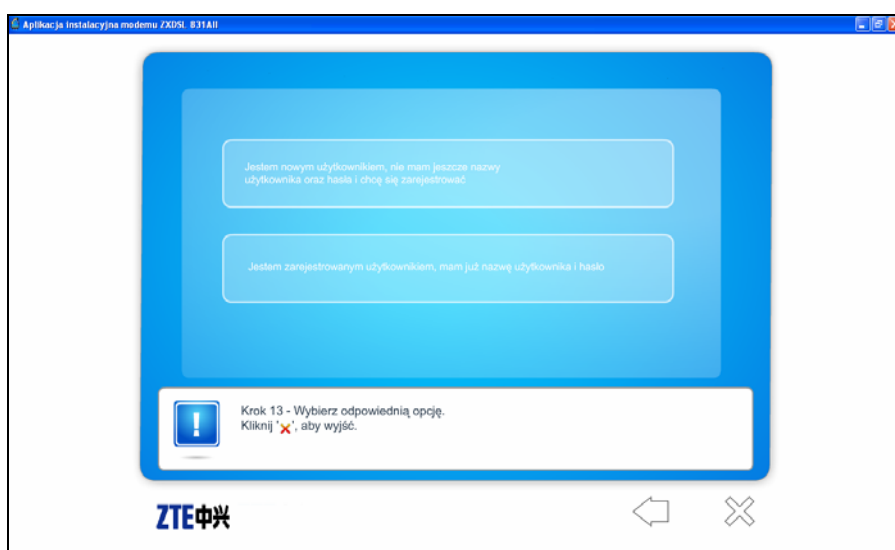 Aplikacja instalacyjna modemu ZXDSL 831AII
Jestem nowym użytkownikiem, nie mam jeszcze nazwy
użytkownika oraz hasła i chcę się zarejestrować
Jestem zarejestrowanym użytkownikiem, mam już nazwę użytkownika i hasło
Krok 13 - Wybierz odpowiednią opcję.
Kliknij '×', aby wyjść.
ZTE中兴